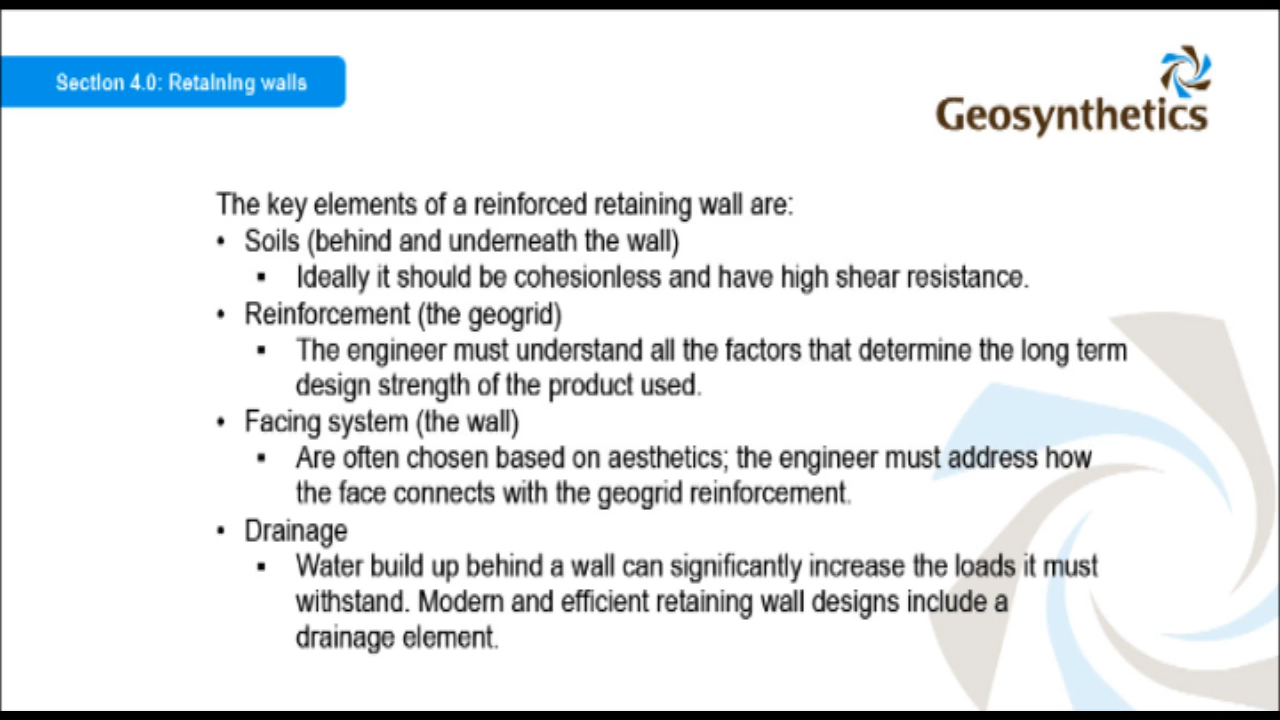 Section 4.0: Retaining walls
Geosynthetics
The key elements of a reinforced retaining wall are:
• Soils (behind and underneath the wall)
▪ Ideally it should be cohesionless and have high shear resistance.
• Reinforcement (the geogrid)
▪ The engineer must understand all the factors that determine the long term
design strength of the product used.
• Facing system (the wall)
▪ Are often chosen based on aesthetics; the engineer must address how
the face connects with the geogrid reinforcement.
• Drainage
▪ Water build up behind a wall can significantly increase the loads it must
withstand. Modern and efficient retaining wall designs include a
drainage element.